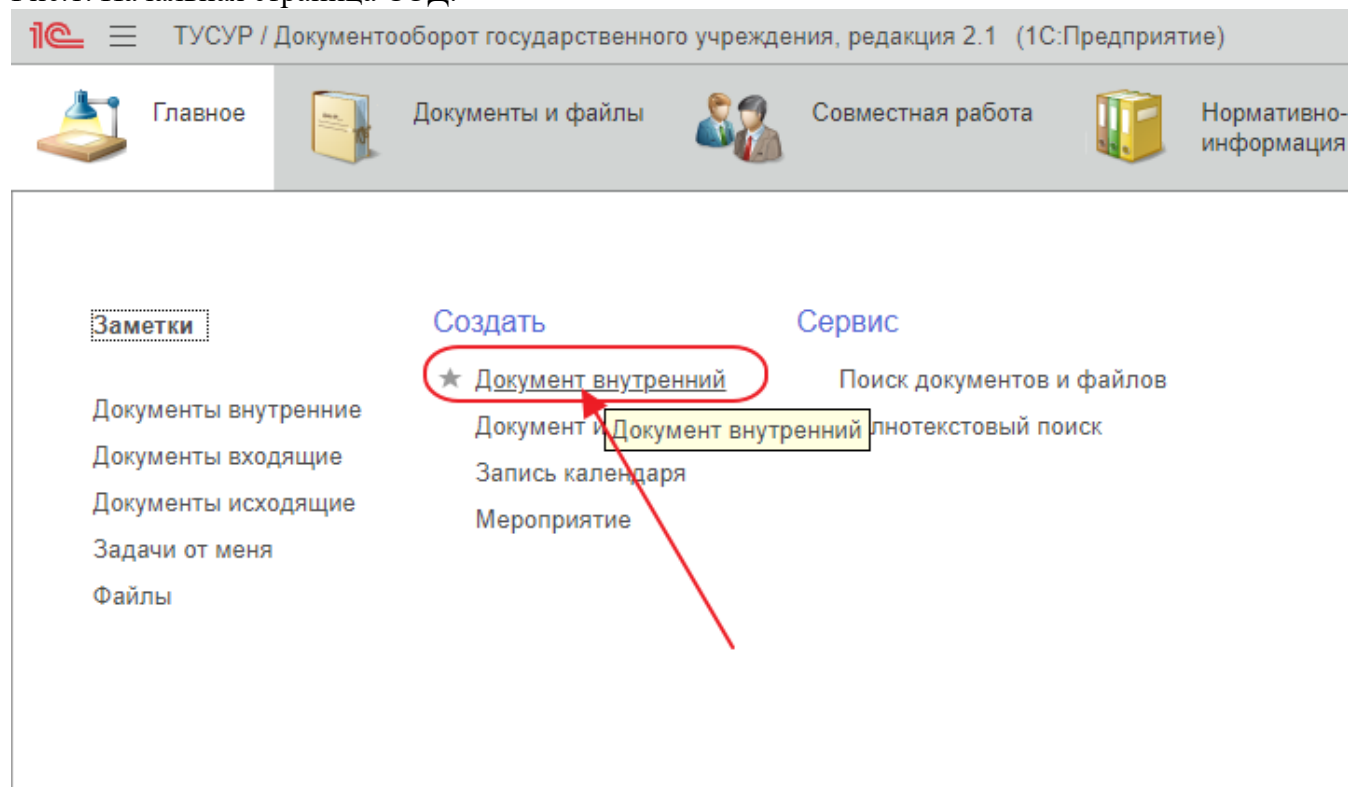 1С ТУСУР / Документооборот государственного учреждения, редакция 2.1 (1С:Предприятие)
Главное
Документы и файлы
Совместная работа
Нормативно-
информация
Заметки
Документы внутренние
Документы входящие
Документы исходящие
Задачи от меня
Файлы
Создать
Документ внутренний
Документ и
Документ внутренний
Запись календаря
Мероприятие
Сервис
Поиск документов и файлов
лнотекстовый поиск